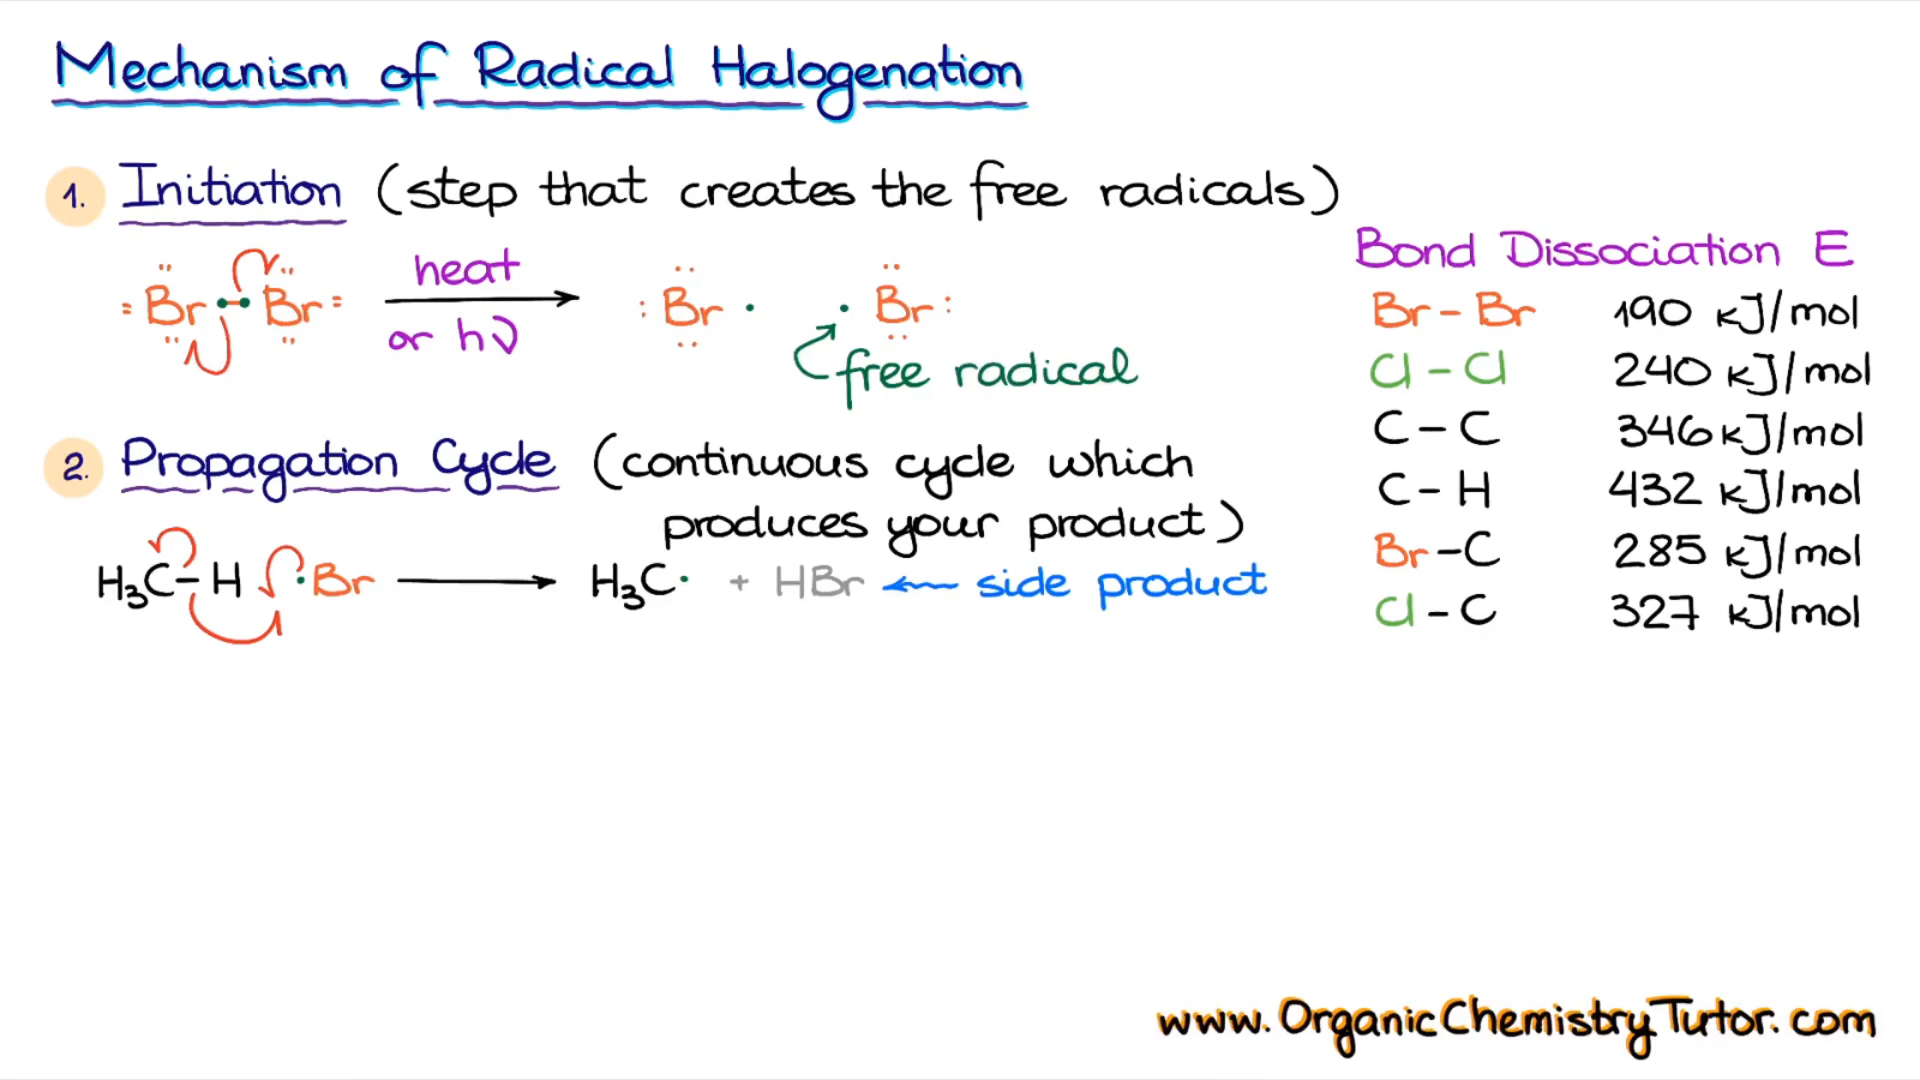 Mechanism of Radical Halogenation
1. Initiation (step that creates the free radicals)
Br Br heat or hν :Br · · Br:
free radical
2. Propagation Cycle (continuous cycle which
produces your product)
H₃C–H ·Br ⟶ H₃C· + HBr ← side product
Bond Dissociation E
Br – Br 190 kJ/mol
Cl – Cl 240 kJ/mol
C – C 346 kJ/mol
C – H 432 kJ/mol
Br – C 285 kJ/mol
Cl – C 327 kJ/mol
www.OrganicChemistryTutor.com